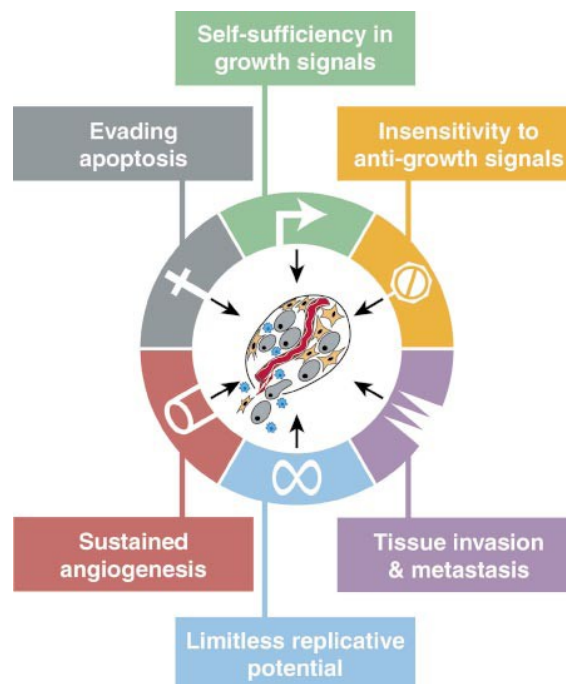 Self-sufficiency in
growth signals
Evading
apoptosis
Insensitivity to
anti-growth signals
Sustained
angiogenesis
Tissue invasion
& metastasis
Limitless replicative
potential